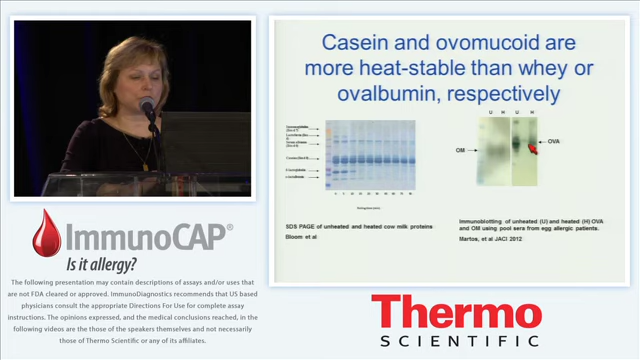 Casein and ovomucoid are
more heat-stable than whey or
ovalbumin, respectively
U H U H
OM
OVA
SDS PAGE of unheated and heated cow milk proteins
Bloom et al
Immunoblotting of unheated (U) and heated (H) OVA
and OM using pool sera from egg allergic patients.
Martos, et al JACI 2012
ImmunoCAP®
Is it allergy?
The following presentation may contain descriptions of assays and/or uses that
are not FDA cleared or approved. ImmunoDiagnostics recommends that US based
physicians consult the appropriate Directions For Use for complete assay
instructions. The opinions expressed, and the medical conclusions reached, in
the following videos are those of the speakers themselves and not necessarily
those of Thermo Scientific or any of its affiliates.
Thermo
SCIENTIFIC